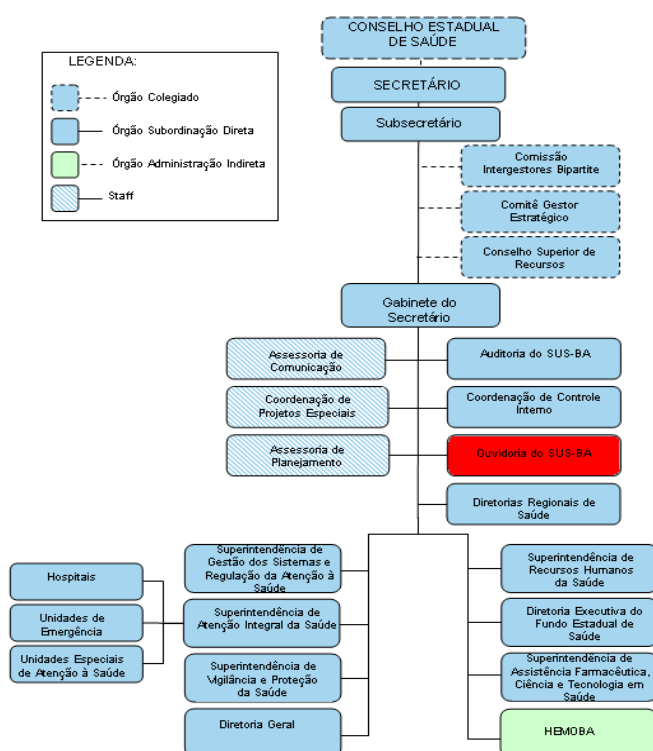 CONSELHO ESTADUAL
DE SAÚDE
LEGENDA:
Órgão Colegiado
Órgão Subordinação Direta
Órgão Administração Indireta
Staff
SECRETÁRIO
Subsecretário
Comissão
Intergestores Bipartite
Comitê Gestor
Estratégico
Conselho Superior de
Recursos
Gabinete do
Secretário
Assessoria de
Comunicação
Auditoria do SUS-BA
Coordenação de
Projetos Especiais
Coordenação de Controle
Interno
Assessoria de
Planejamento
Ouvidoria do SUS-BA
Diretorias Regionais de
Saúde
Hospitais
Unidades de
Emergência
Unidades Especiais
de Atenção à Saúde
Superintendência de
Gestão dos Sistemas e
Regulação da Atenção à
Saúde
Superintendência de
Atenção Integral da Saúde
Superintendência de
Vigilância e Proteção
da Saúde
Diretoria Geral
Superintendência de
Recursos Humanos
da Saúde
Diretoria Executiva do
Fundo Estadual de
Saúde
Superintendência de
Assistência Farmacêutica,
Ciência e Tecnologia em
Saúde
HEMOBA